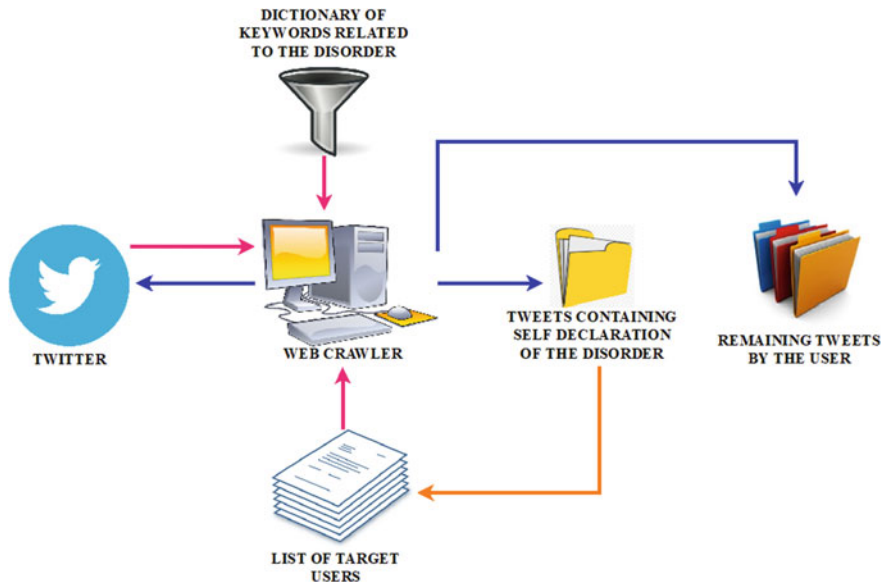 DICTIONARY OF
KEYWORDS RELATED
TO THE DISORDER
TWITTER
WEB CRAWLER
TWEETS CONTAINING
SELF DECLARATION
OF THE DISORDER
REMAINING TWEETS
BY THE USER
LIST OF TARGET
USERS